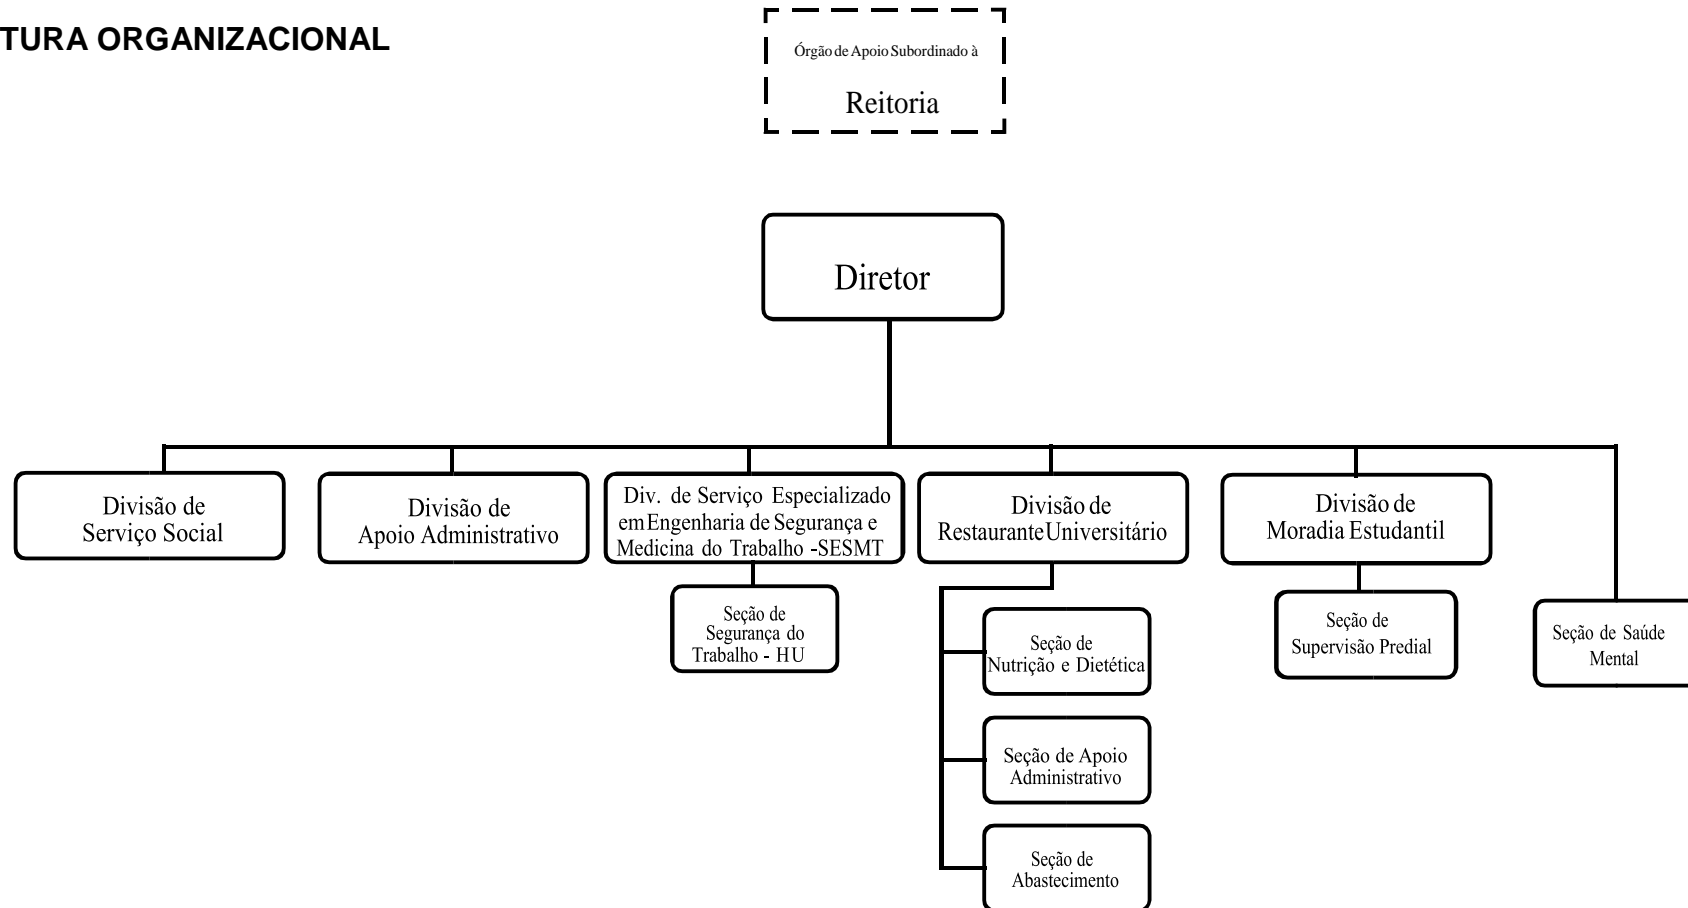 TURA ORGANIZACIONAL
Órgão de Apoio Subordinado à
Reitoria
Diretor
Divisão de
Serviço Social
Divisão de
Apoio Administrativo
Div. de Serviço Especializado
em Engenharia de Segurança e
Medicina do Trabalho -SESMT
Divisão de
Restaurante Universitário
Divisão de
Moradia Estudantil
Seção de
Segurança do
Trabalho - HU
Seção de
Nutrição e Dietética
Seção de Apoio
Administrativo
Seção de
Abastecimento
Seção de
Supervisão Predial
Seção de Saúde
Mental